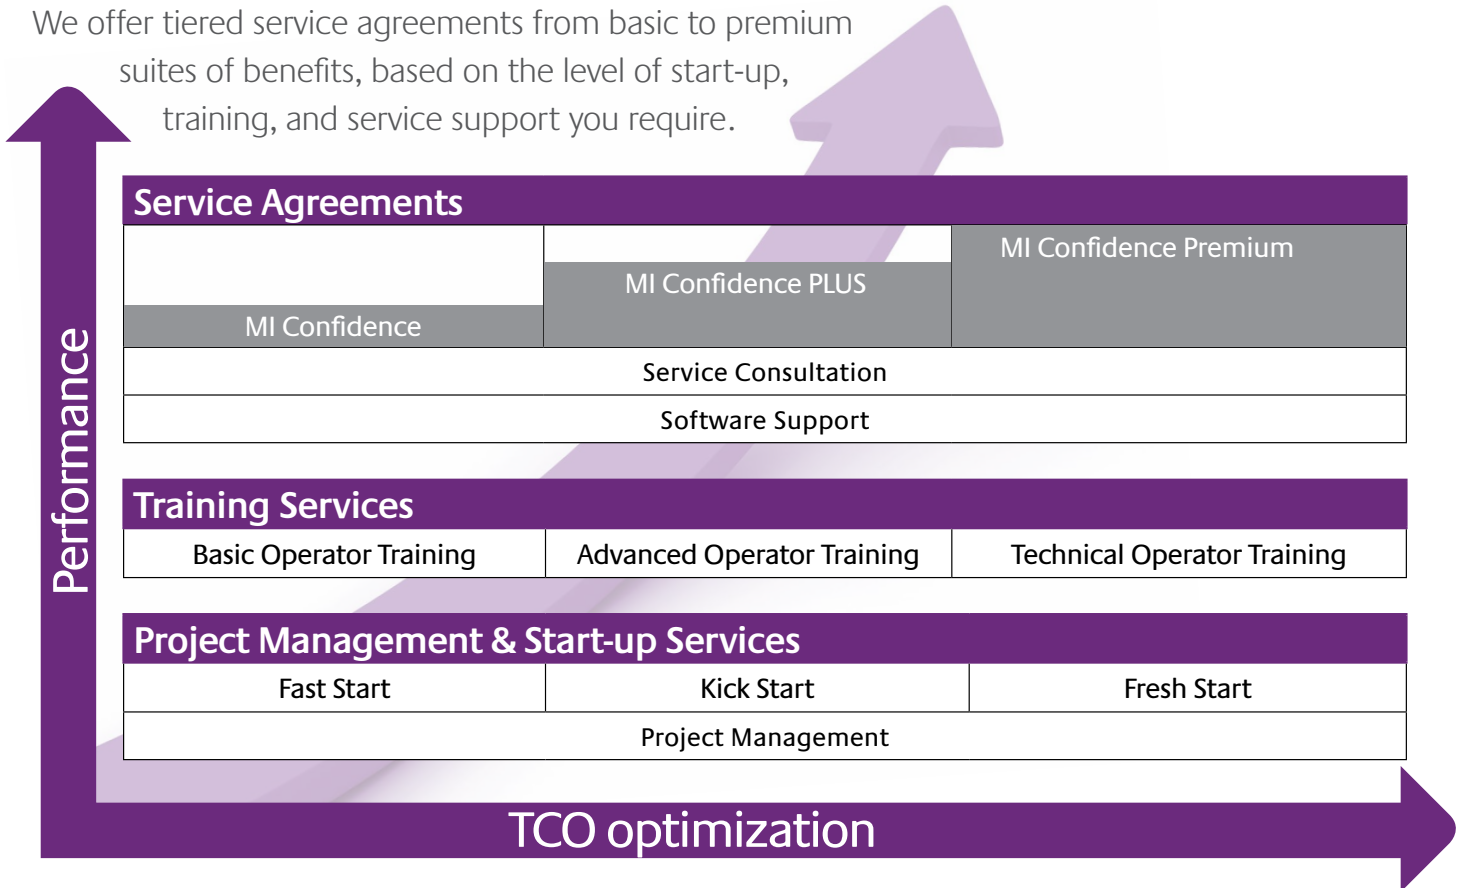 We offer tiered service agreements from basic to premium
suites of benefits, based on the level of start-up,
training, and service support you require.
Performance
Service Agreements
MI Confidence
MI Confidence PLUS
MI Confidence Premium
Service Consultation
Software Support
Training Services
Basic Operator Training
Advanced Operator Training
Technical Operator Training
Project Management & Start-up Services
Fast Start
Kick Start
Fresh Start
Project Management
TCO optimization